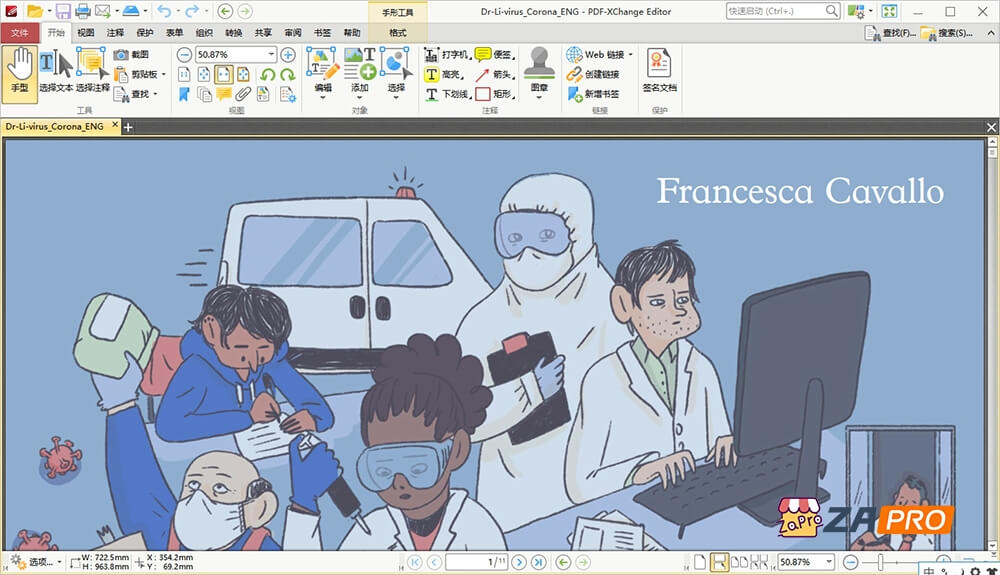 手形工具
Dr-Li-virus_Corona_ENG - PDF-XChange Editor
快速启动 (Ctrl+.)
文件
开始
视图
注释
保护
表单
组织
转换
共享
审阅
书签
帮助
格式
查找(F)...
搜索(S)...
手型
选择文本
选择注释
截图
剪贴板
查找
工具
50.87%
视图
编辑
添加
选择
对象
打字机
高亮
下划线
便签
箭头
矩形
注释
图章
Web 链接
创建链接
新增书签
链接
签名文档
保护
Dr-Li-virus_Corona_ENG
Francesca Cavallo
ZaPro
ZAPRO
选项...
W: 722.5mm
H: 963.8mm
X: 354.2mm
Y: 69.2mm
1/11
50.87%
中